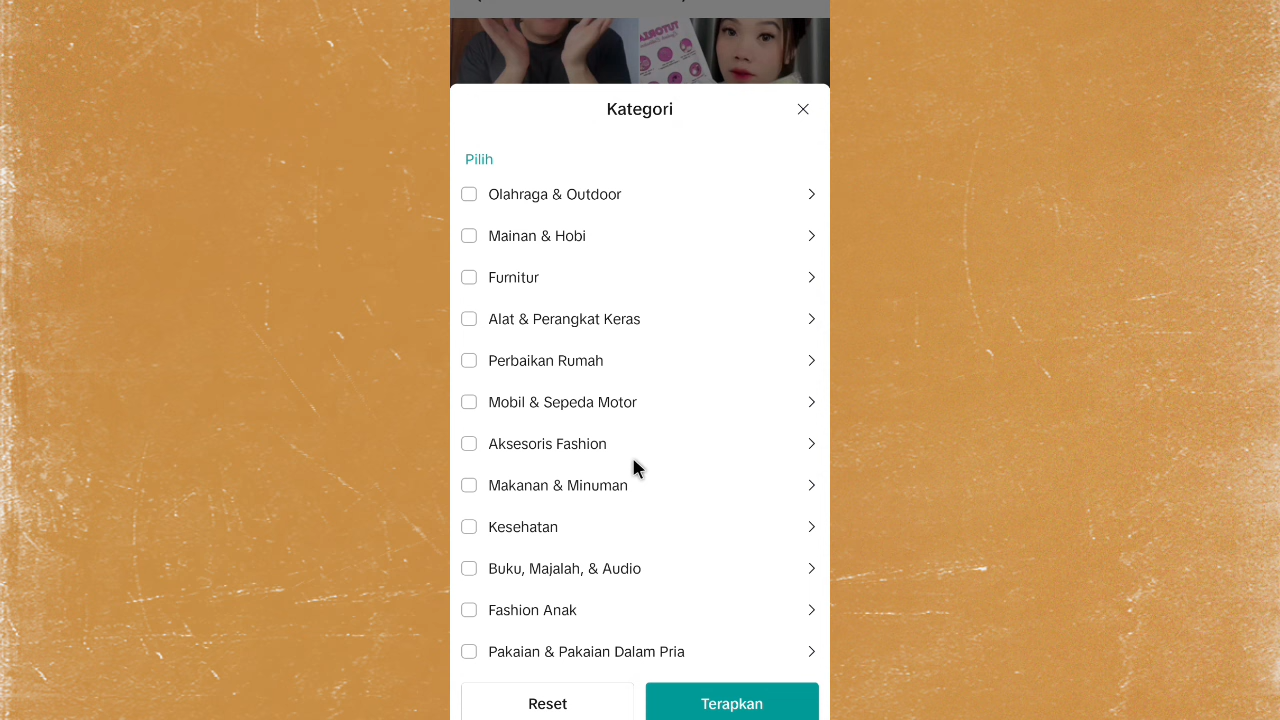 TUTORIAL
Kategori
Pilih
Olahraga & Outdoor
Mainan & Hobi
Furnitur
Alat & Perangkat Keras
Perbaikan Rumah
Mobil & Sepeda Motor
Aksesoris Fashion
Makanan & Minuman
Kesehatan
Buku, Majalah, & Audio
Fashion Anak
Pakaian & Pakaian Dalam Pria
Reset
Terapkan